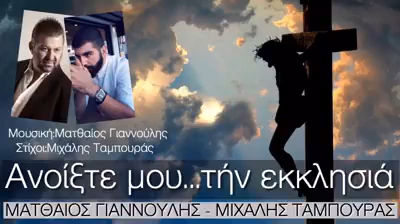 Μουσική:Ματθαίος Γιαννούλης
Στίχοι:Μιχάλης Ταμπουράς
Ανοίξτε μου...τήν εκκλησιά
ΜΑΤΘΑΙΟΣ ΓΙΑΝΝΟΥΛΗΣ - ΜΙΧΑΛΗΣ ΤΑΜΠΟΥΡΑΣ